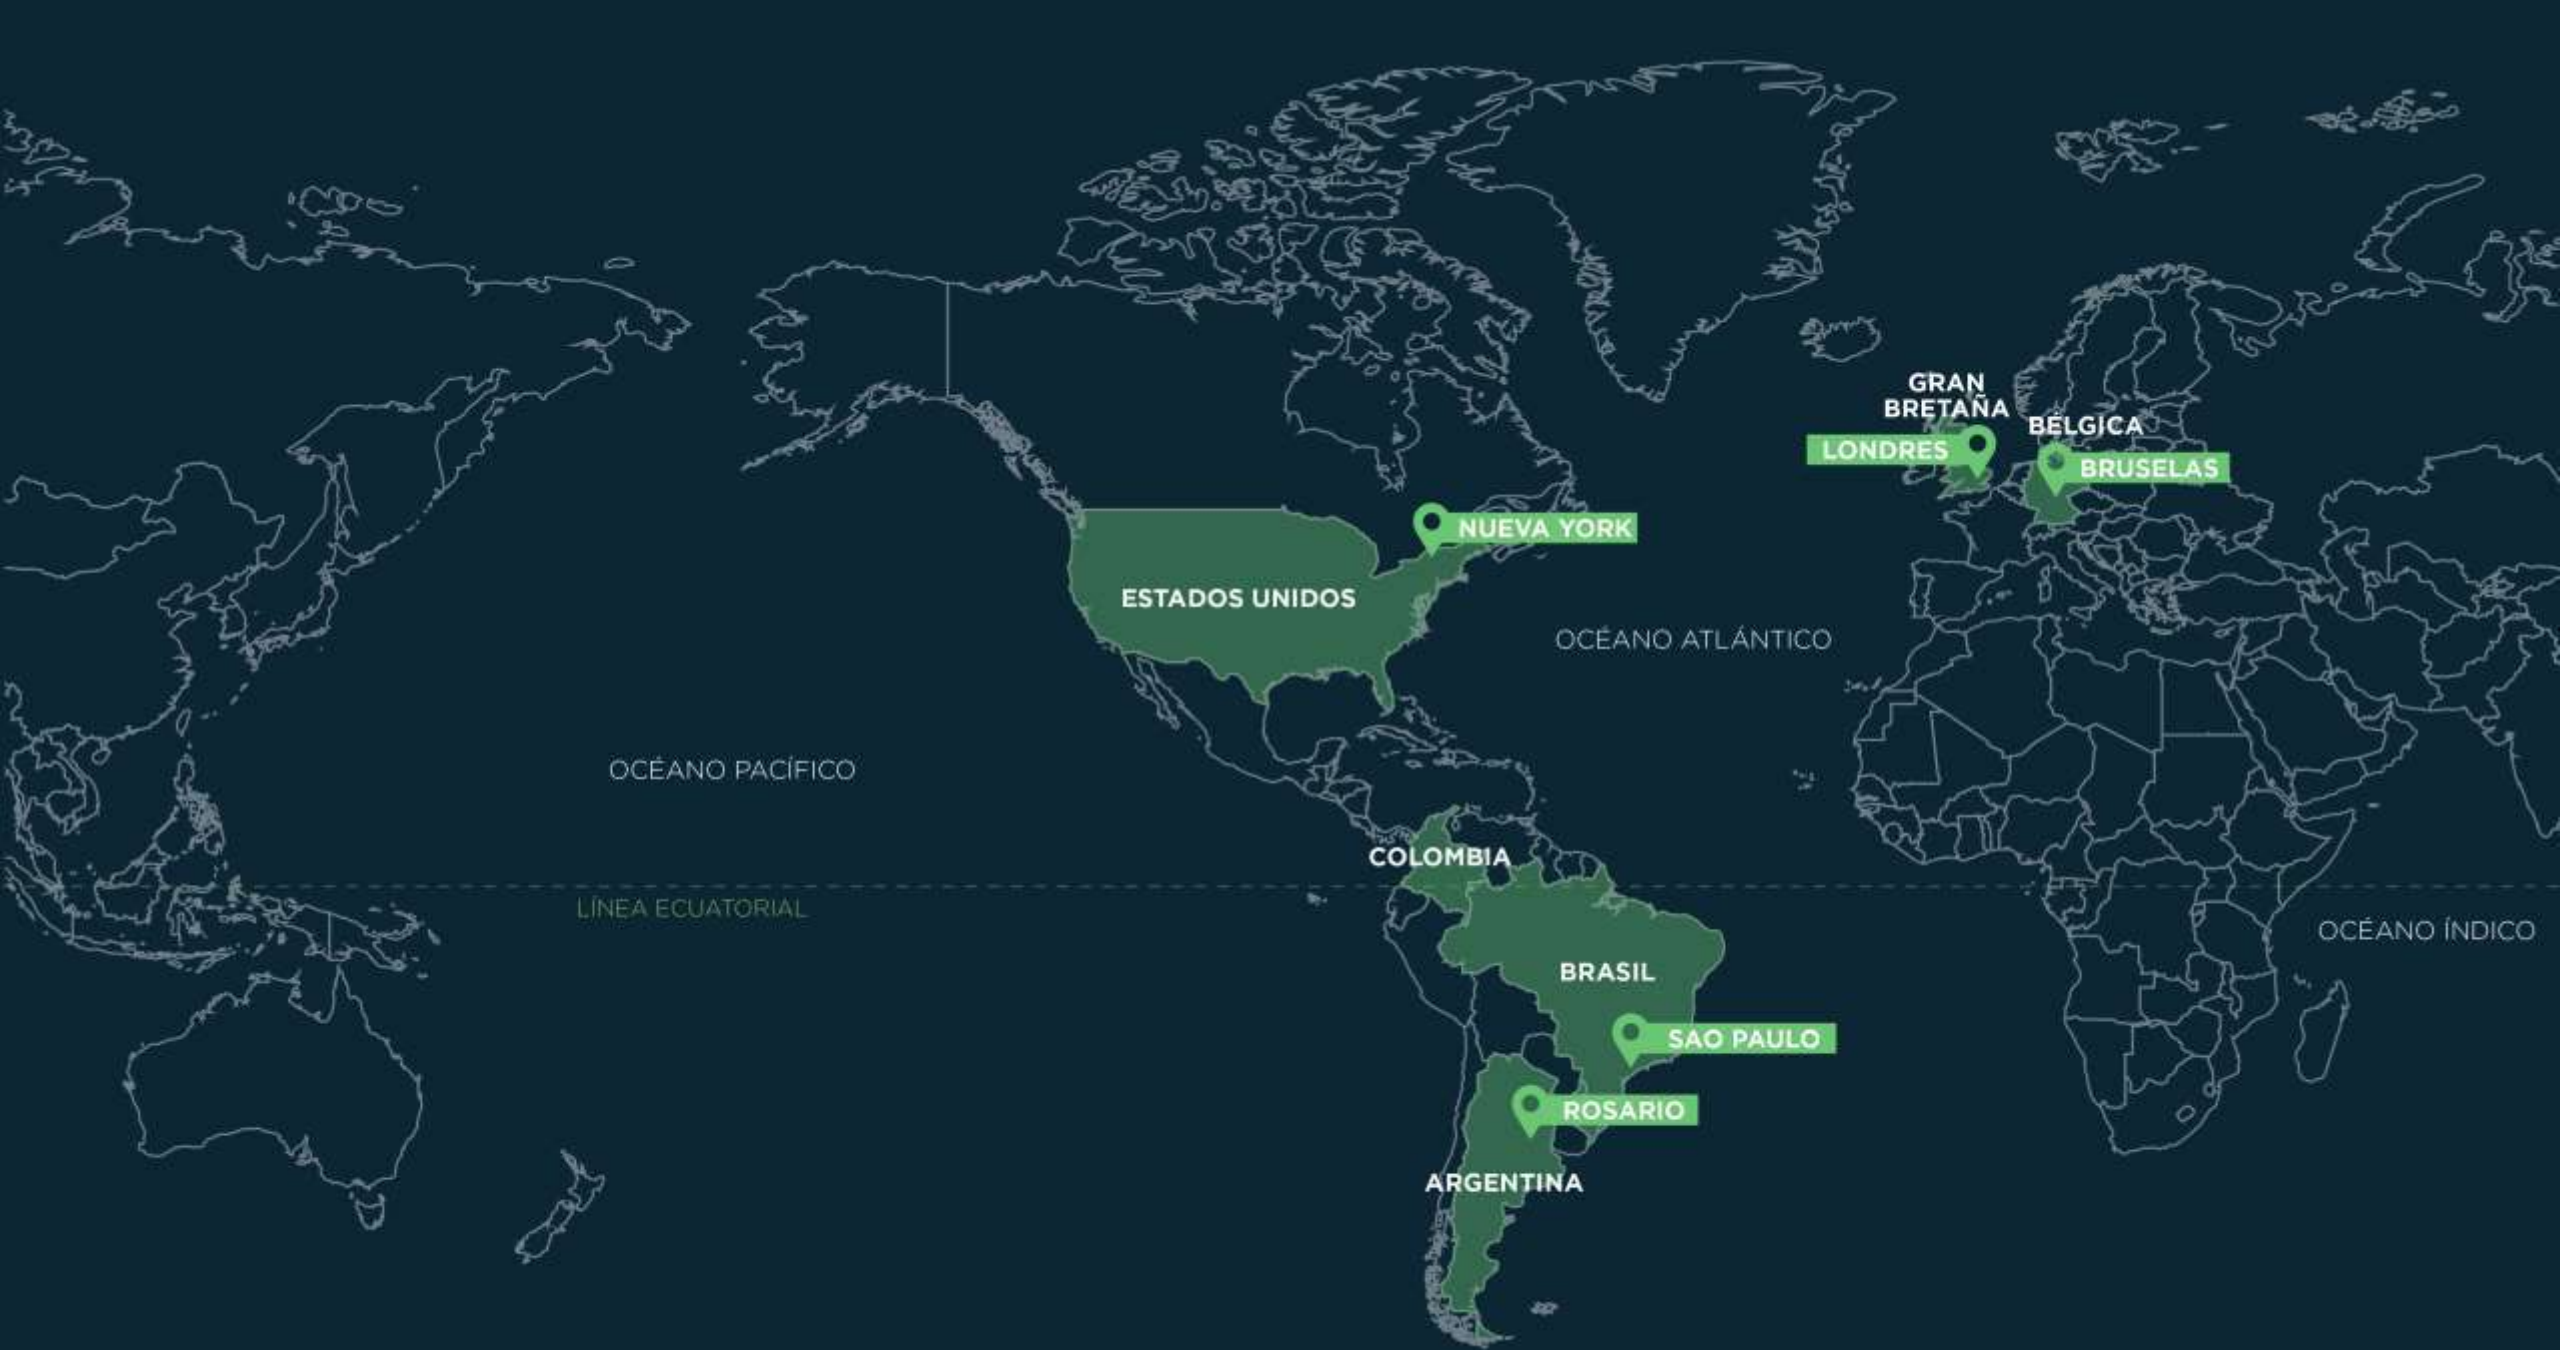 GRAN
BRETAÑA
BÉLGICA
LONDRES
BRUSELAS
NUEVA YORK
ESTADOS UNIDOS
OCÉANO ATLÁNTICO
OCÉANO PACÍFICO
COLOMBIA
LÍNEA ECUATORIAL
OCÉANO ÍNDICO
BRASIL
SAO PAULO
ROSARIO
ARGENTINA